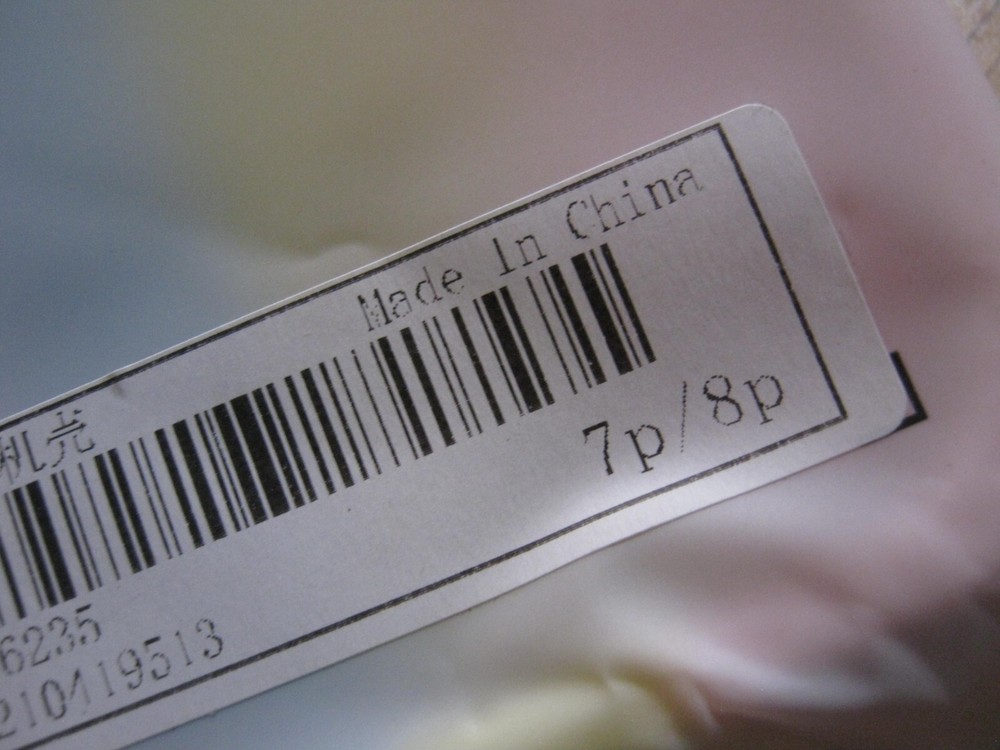 Made In China
机壳
7p/8p
6235
210419513